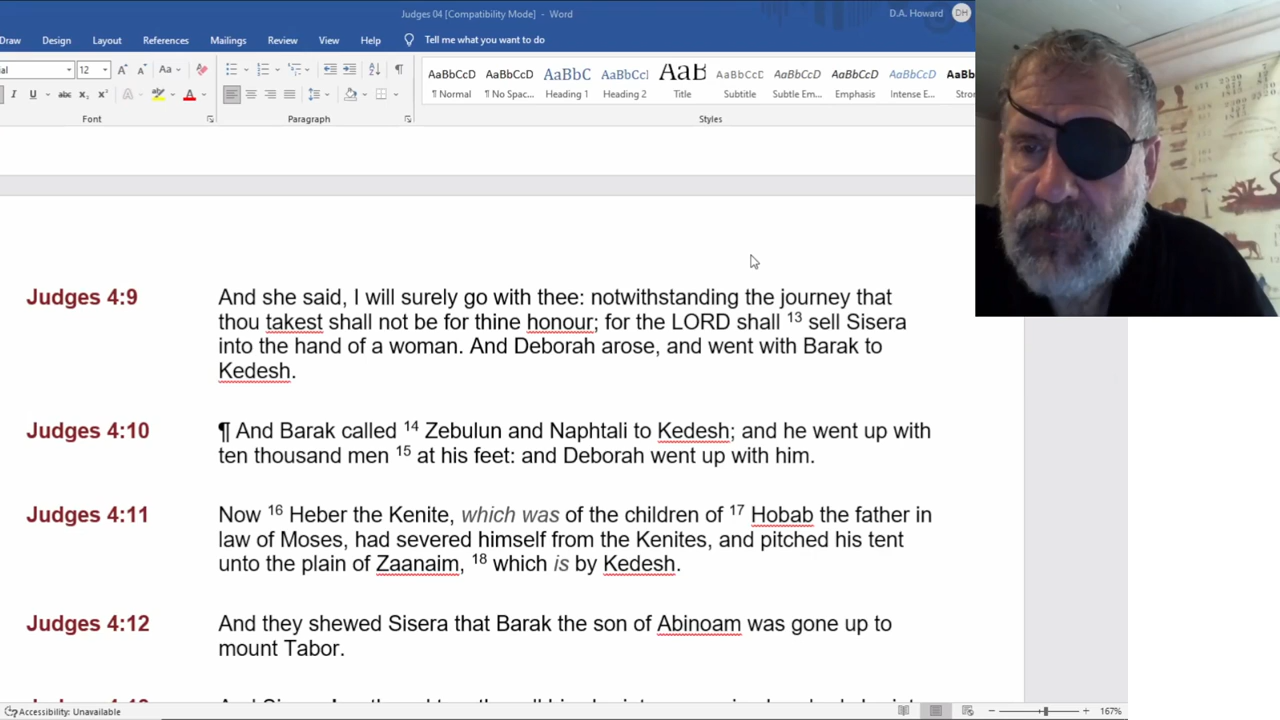 Judges 04 [Compatibility Mode] - Word
D.A. Howard
DH
Draw Design Layout References Mailings Review View Help Tell me what you want to do
12 A A Aa
I U abc x₂ x² A A
AaBbCcD AaBbCcD AaBbC AaBbCcI AaB AaBbCcD AaBbCcD AaBbCcD AaBbCcD
¶ Normal ¶ No Spac... Heading 1 Heading 2 Title Subtitle Subtle Em... Emphasis Intense E...
Font Paragraph Styles
Judges 4:9 And she said, I will surely go with thee: notwithstanding the journey that
thou takest shall not be for thine honour; for the LORD shall 13 sell Sisera
into the hand of a woman. And Deborah arose, and went with Barak to
Kedesh.
Judges 4:10 ¶ And Barak called 14 Zebulun and Naphtali to Kedesh; and he went up with
ten thousand men 15 at his feet: and Deborah went up with him.
Judges 4:11 Now 16 Heber the Kenite, which was of the children of 17 Hobab the father in
law of Moses, had severed himself from the Kenites, and pitched his tent
unto the plain of Zaanaim, 18 which is by Kedesh.
Judges 4:12 And they shewed Sisera that Barak the son of Abinoam was gone up to
mount Tabor.
Accessibility: Unavailable
167%